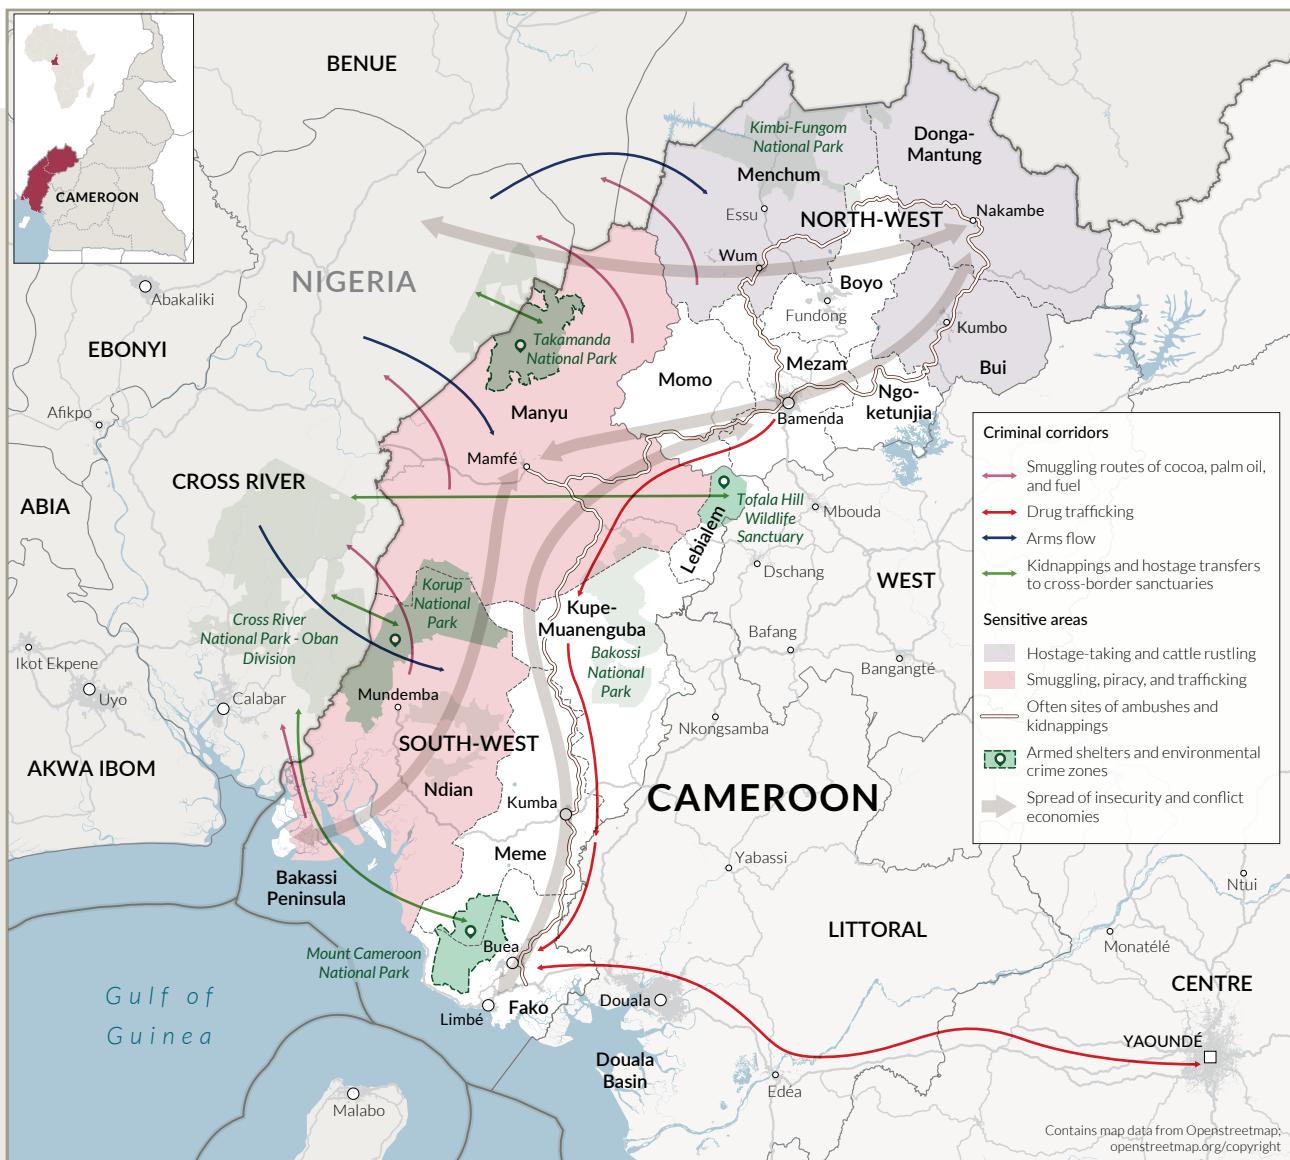 CAMEROON
BENUE
Kimbi-Fungom
National Park
Donga-
Mantung
Menchum
Essu
NORTH-WEST
Nakambe
Wum
NIGERIA
Abakaliki
Boyo
Fundong
Kumbo
EBONYI
Takamanda
National Park
Mezam
Momo
Bui
Ngo-
ketunjia
Manyu
Afikpo
Bamenda
Mamfé
CROSS RIVER
ABIA
Tofala Hill
Wildlife
Sanctuary
Mbouda
Lebialem
Dschang
WEST
Korup
National
Park
Kupe-
Muanenguba
Cross River
National Park - Oban
Division
Bafang
Bakossi
National
Park
Bangangté
Ikot Ekpene
Uyo
Calabar
Mundemba
Nkongsamba
SOUTH-WEST
AKWA IBOM
Ndian
CAMEROON
Kumba
Meme
Yabassi
Bakassi
Peninsula
Ntui
LITTORAL
Mount Cameroon
National Park
Buea
Monatélé
CENTRE
Gulf of
Guinea
Limbé
Fako
Douala
YAOUNDÉ
Douala
Basin
Edéa
Malabo
Criminal corridors
Smuggling routes of cocoa, palm oil,
and fuel
Drug trafficking
Arms flow
Kidnappings and hostage transfers
to cross-border sanctuaries
Sensitive areas
Hostage-taking and cattle rustling
Smuggling, piracy, and trafficking
Often sites of ambushes and
kidnappings
Armed shelters and environmental
crime zones
Spread of insecurity and conflict
economies
Contains map data from Openstreetmap;
openstreetmap.org/copyright